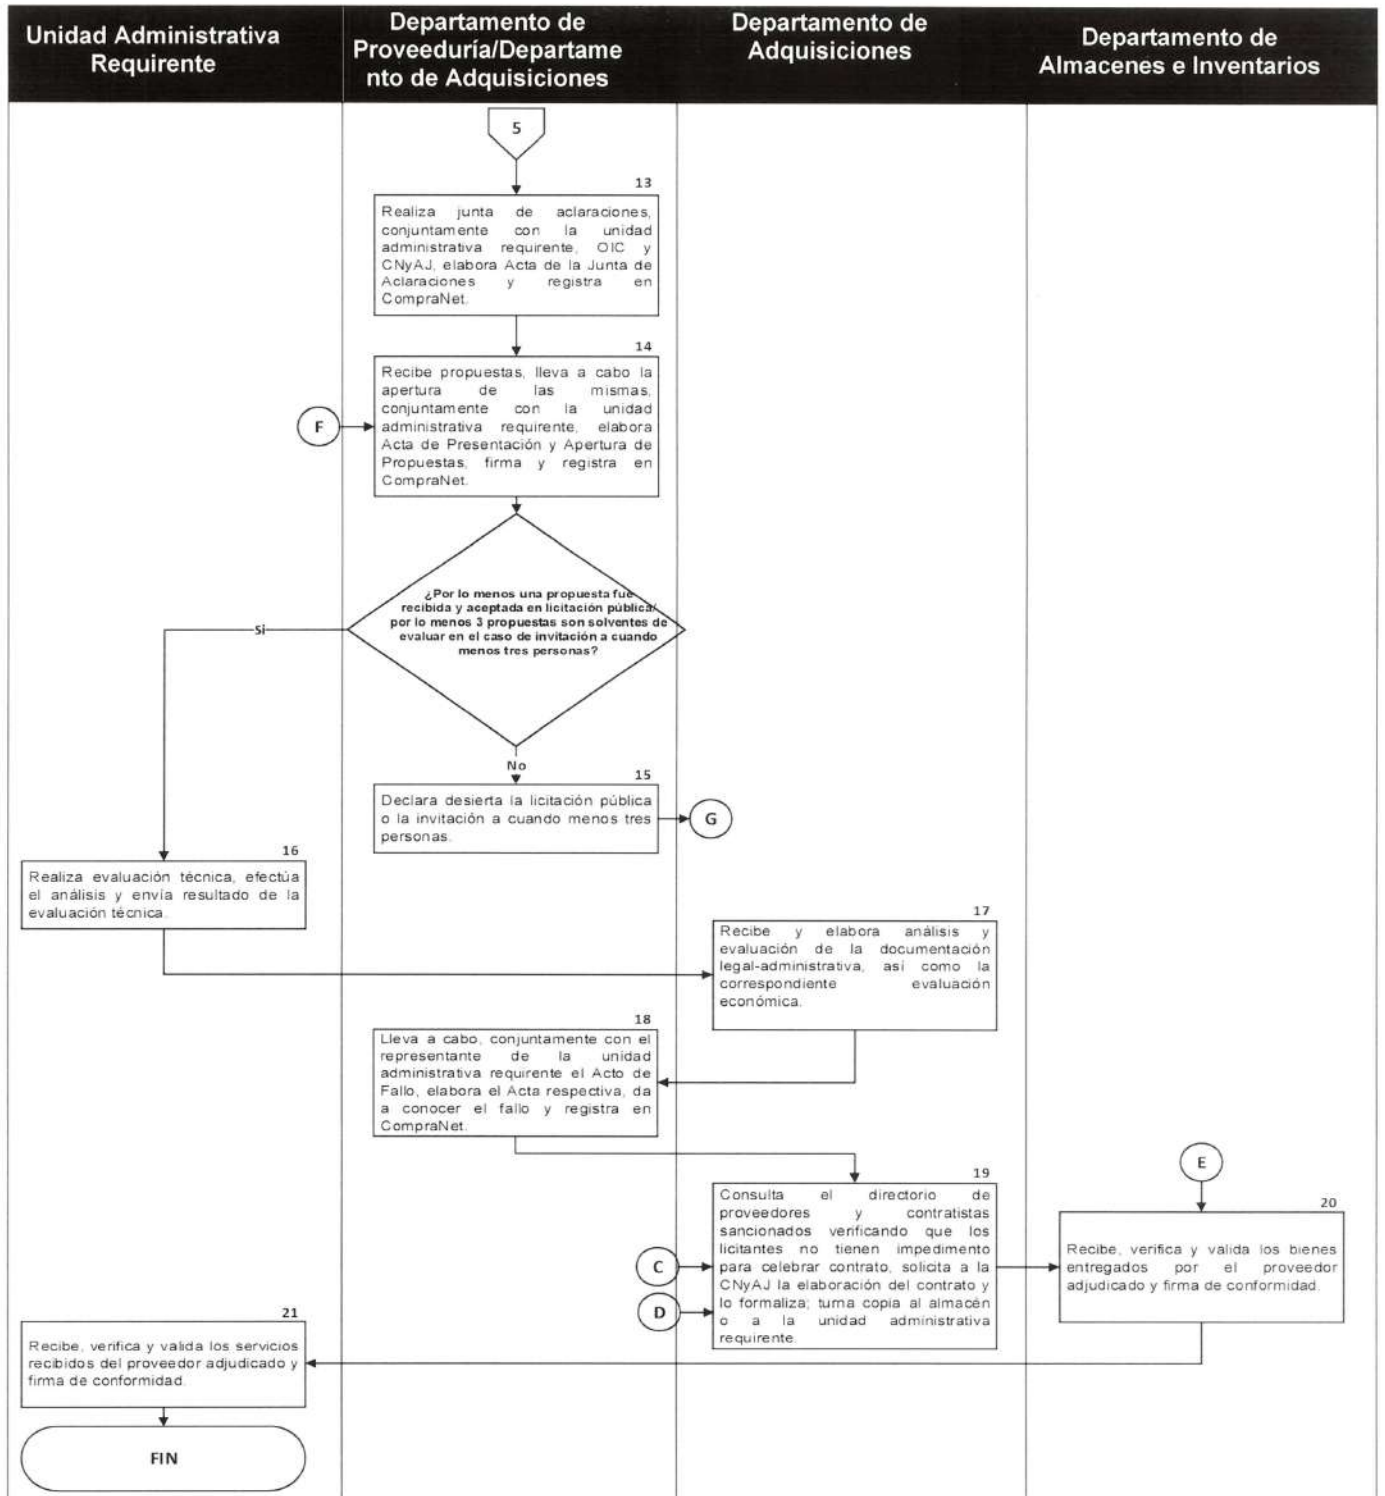 Unidad Administrativa
Requirente
Departamento de
Proveeduría/Departame
nto de Adquisiciones
Departamento de
Adquisiciones
Departamento de
Almacenes e Inventarios
5
13
Realiza junta de aclaraciones,
conjuntamente con la unidad
administrativa requirente, OIC y
CNyAJ, elabora Acta de la Junta de
Aclaraciones y registra en
CompraNet.
14
Recibe propuestas, lleva a cabo la
apertura de las mismas,
conjuntamente con la unidad
administrativa requirente, elabora
Acta de Presentación y Apertura de
Propuestas, firma y registra en
CompraNet.
F
¿Por lo menos una propuesta fue
recibida y aceptada en licitación pública/
por lo menos 3 propuestas son solventes de
evaluar en el caso de invitación a cuando
menos tres personas?
Si
No
15
Declara desierta la licitación pública
o la invitación a cuando menos tres
personas.
G
16
Realiza evaluación técnica, efectúa
el análisis y envía resultado de la
evaluación técnica.
17
Recibe y elabora análisis y
evaluación de la documentación
legal-administrativa, así como la
correspondiente evaluación
económica.
18
Lleva a cabo, conjuntamente con el
representante de la unidad
administrativa requirente el Acto de
Fallo, elabora el Acta respectiva, da
a conocer el fallo y registra en
CompraNet.
19
Consulta el directorio de
proveedores y contratistas
sancionados verificando que los
licitantes no tienen impedimento
para celebrar contrato, solicita a la
CNyAJ la elaboración del contrato y
lo formaliza; turna copia al almacén
o a la unidad administrativa
requirente.
C
D
E
20
Recibe, verifica y valida los bienes
entregados por el proveedor
adjudicado y firma de conformidad.
21
Recibe, verifica y valida los servicios
recibidos del proveedor adjudicado y
firma de conformidad.
FIN